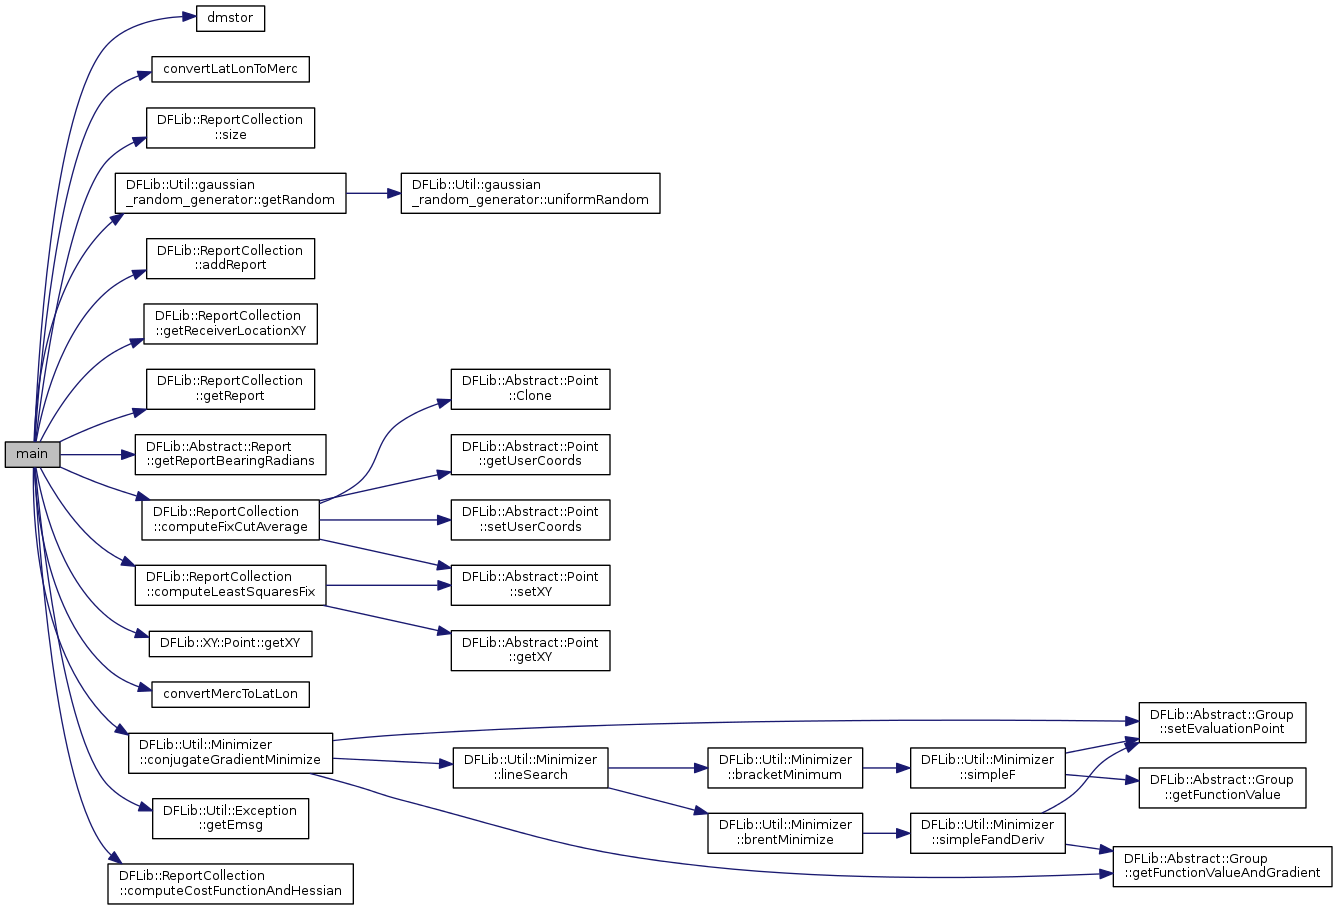 dmstor
convertLatLonToMerc
DFLib::ReportCollection
::size
DFLib::Util::gaussian
_random_generator::getRandom
DFLib::Util::gaussian
_random_generator::uniformRandom
DFLib::ReportCollection
::addReport
DFLib::ReportCollection
::getReceiverLocationXY
DFLib::ReportCollection
::getReport
DFLib::Abstract::Point
::Clone
main
DFLib::Abstract::Report
::getReportBearingRadians
DFLib::Abstract::Point
::getUserCoords
DFLib::ReportCollection
::computeFixCutAverage
DFLib::Abstract::Point
::setUserCoords
DFLib::ReportCollection
::computeLeastSquaresFix
DFLib::Abstract::Point
::setXY
DFLib::XY::Point::getXY
DFLib::Abstract::Point
::getXY
convertMercToLatLon
DFLib::Util::Minimizer
::conjugateGradientMinimize
DFLib::Util::Minimizer
::lineSearch
DFLib::Util::Minimizer
::bracketMinimum
DFLib::Util::Minimizer
::simpleF
DFLib::Abstract::Group
::setEvaluationPoint
DFLib::Abstract::Group
::getFunctionValue
DFLib::Util::Exception
::getEmsg
DFLib::Util::Minimizer
::brentMinimize
DFLib::Util::Minimizer
::simpleFandDeriv
DFLib::Abstract::Group
::getFunctionValueAndGradient
DFLib::ReportCollection
::computeCostFunctionAndHessian